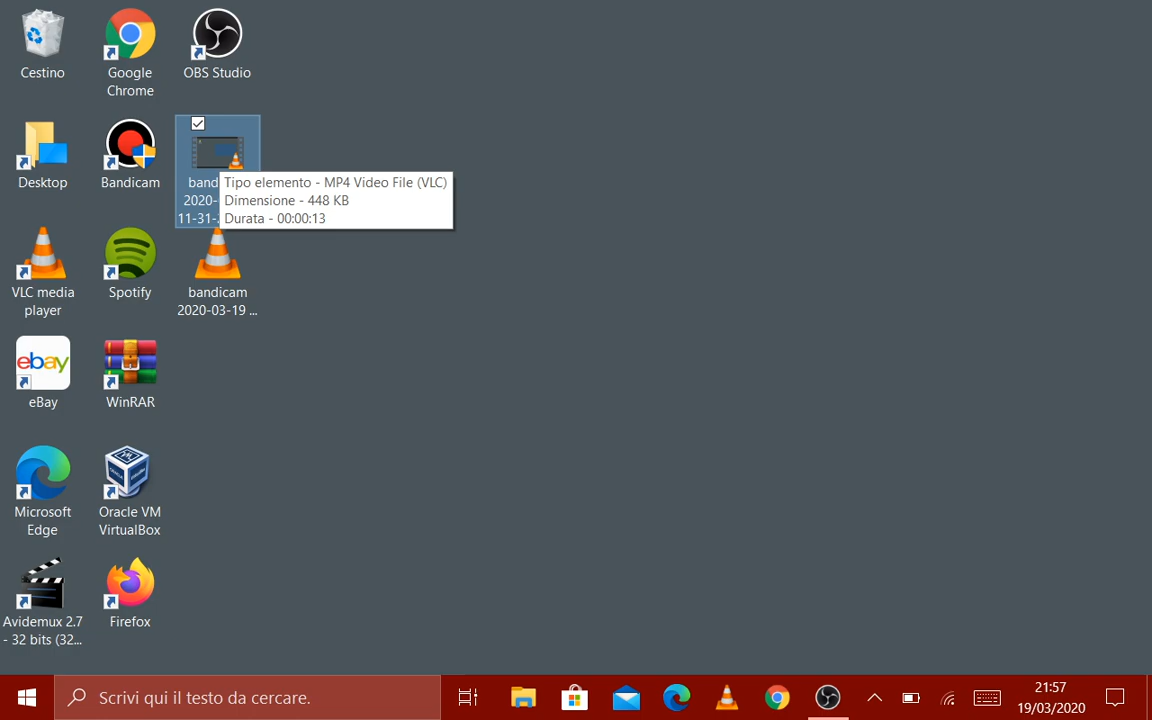 Cestino
Google
Chrome
OBS Studio
Desktop
Bandicam
band
2020-
11-31-
Tipo elemento - MP4 Video File (VLC)
Dimensione - 448 KB
Durata - 00:00:13
VLC media
player
Spotify
bandicam
2020-03-19 ...
ebay
eBay
WinRAR
Microsoft
Edge
Oracle VM
VirtualBox
Avidemux 2.7
- 32 bits (32...
Firefox
Scrivi qui il testo da cercare.
21:57
19/03/2020